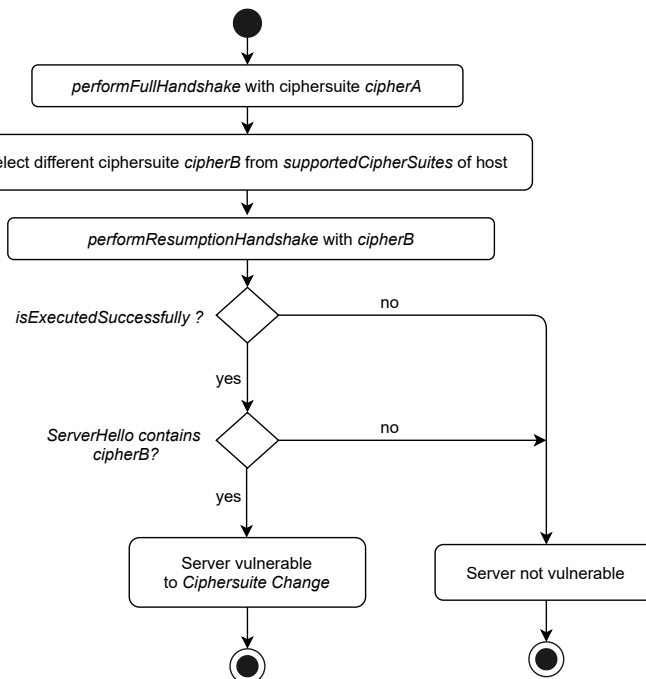 performFullHandshake with ciphersuite cipherA
elect different ciphersuite cipherB from supportedCipherSuites of host
performResumptionHandshake with cipherB
isExecutedSuccessfully ?
no
yes
ServerHello contains
cipherB?
no
yes
Server vulnerable
to Ciphersuite Change
Server not vulnerable